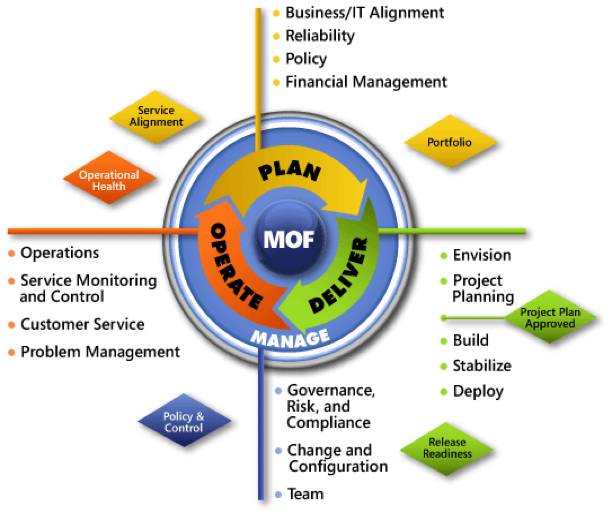 Business/IT Alignment
Reliability
Policy
Financial Management
Service
Alignment
Portfolio
Operational
Health
PLAN
MOF
DELIVER
OPERATE
MANAGE
Operations
Service Monitoring
and Control
Customer Service
Problem Management
Envision
Project
Planning
Project Plan
Approved
Build
Stabilize
Deploy
Policy &
Control
Governance,
Risk, and
Compliance
Change and
Configuration
Team
Release
Readiness